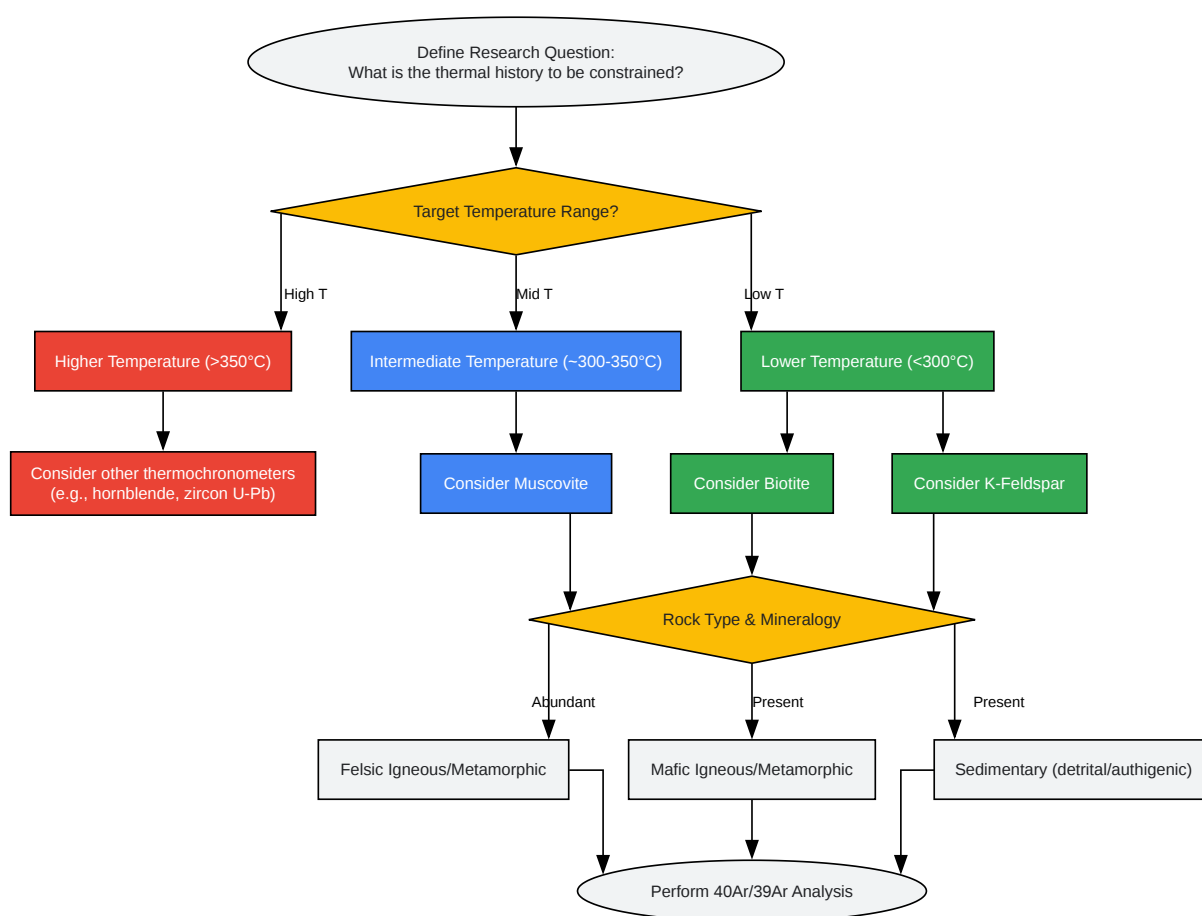 Define Research Question:
What is the thermal history to be constrained?
Target Temperature Range?
High T
Mid T
Low T
Higher Temperature (>350°C)
Intermediate Temperature (~300-350°C)
Lower Temperature (<300°C)
Consider other thermochronometers
(e.g., hornblende, zircon U-Pb)
Consider Muscovite
Consider Biotite
Consider K-Feldspar
Rock Type & Mineralogy
Abundant
Present
Present
Felsic Igneous/Metamorphic
Mafic Igneous/Metamorphic
Sedimentary (detrital/authigenic)
Perform 40Ar/39Ar Analysis